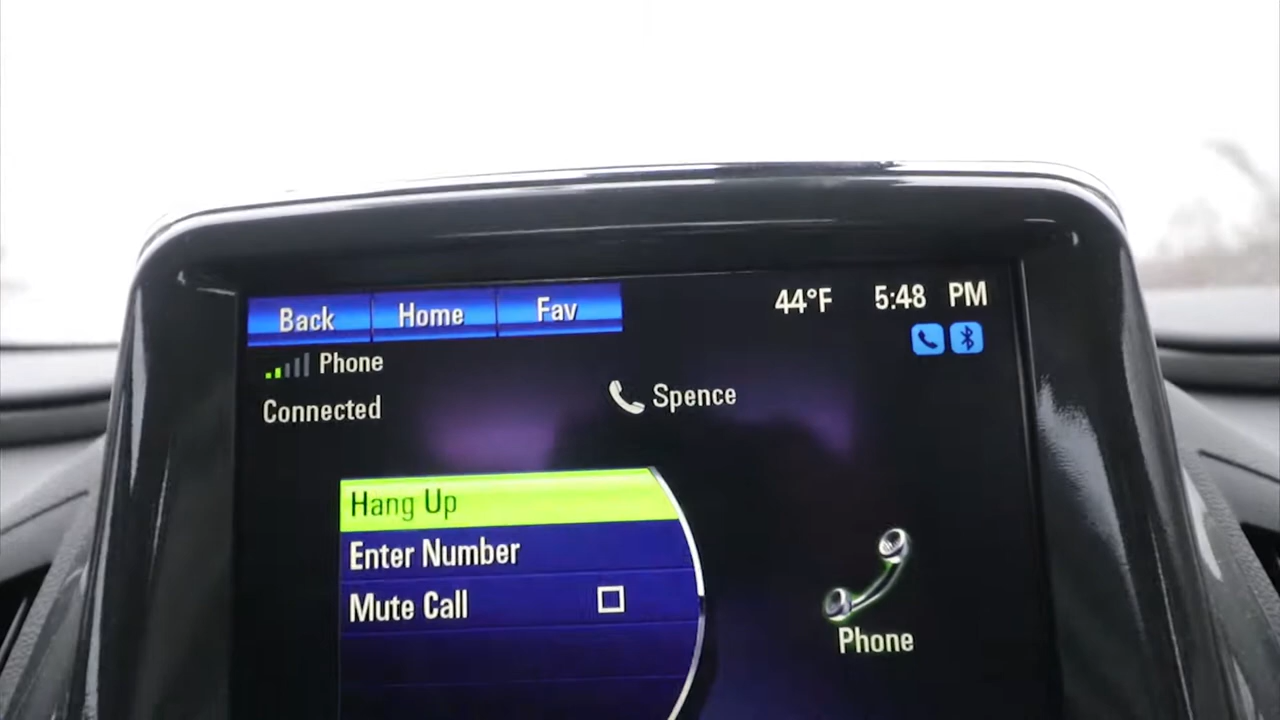 Back Home Fav 44°F 5:48 PM
Phone
Connected
Spence
Hang Up
Enter Number
Mute Call
Phone